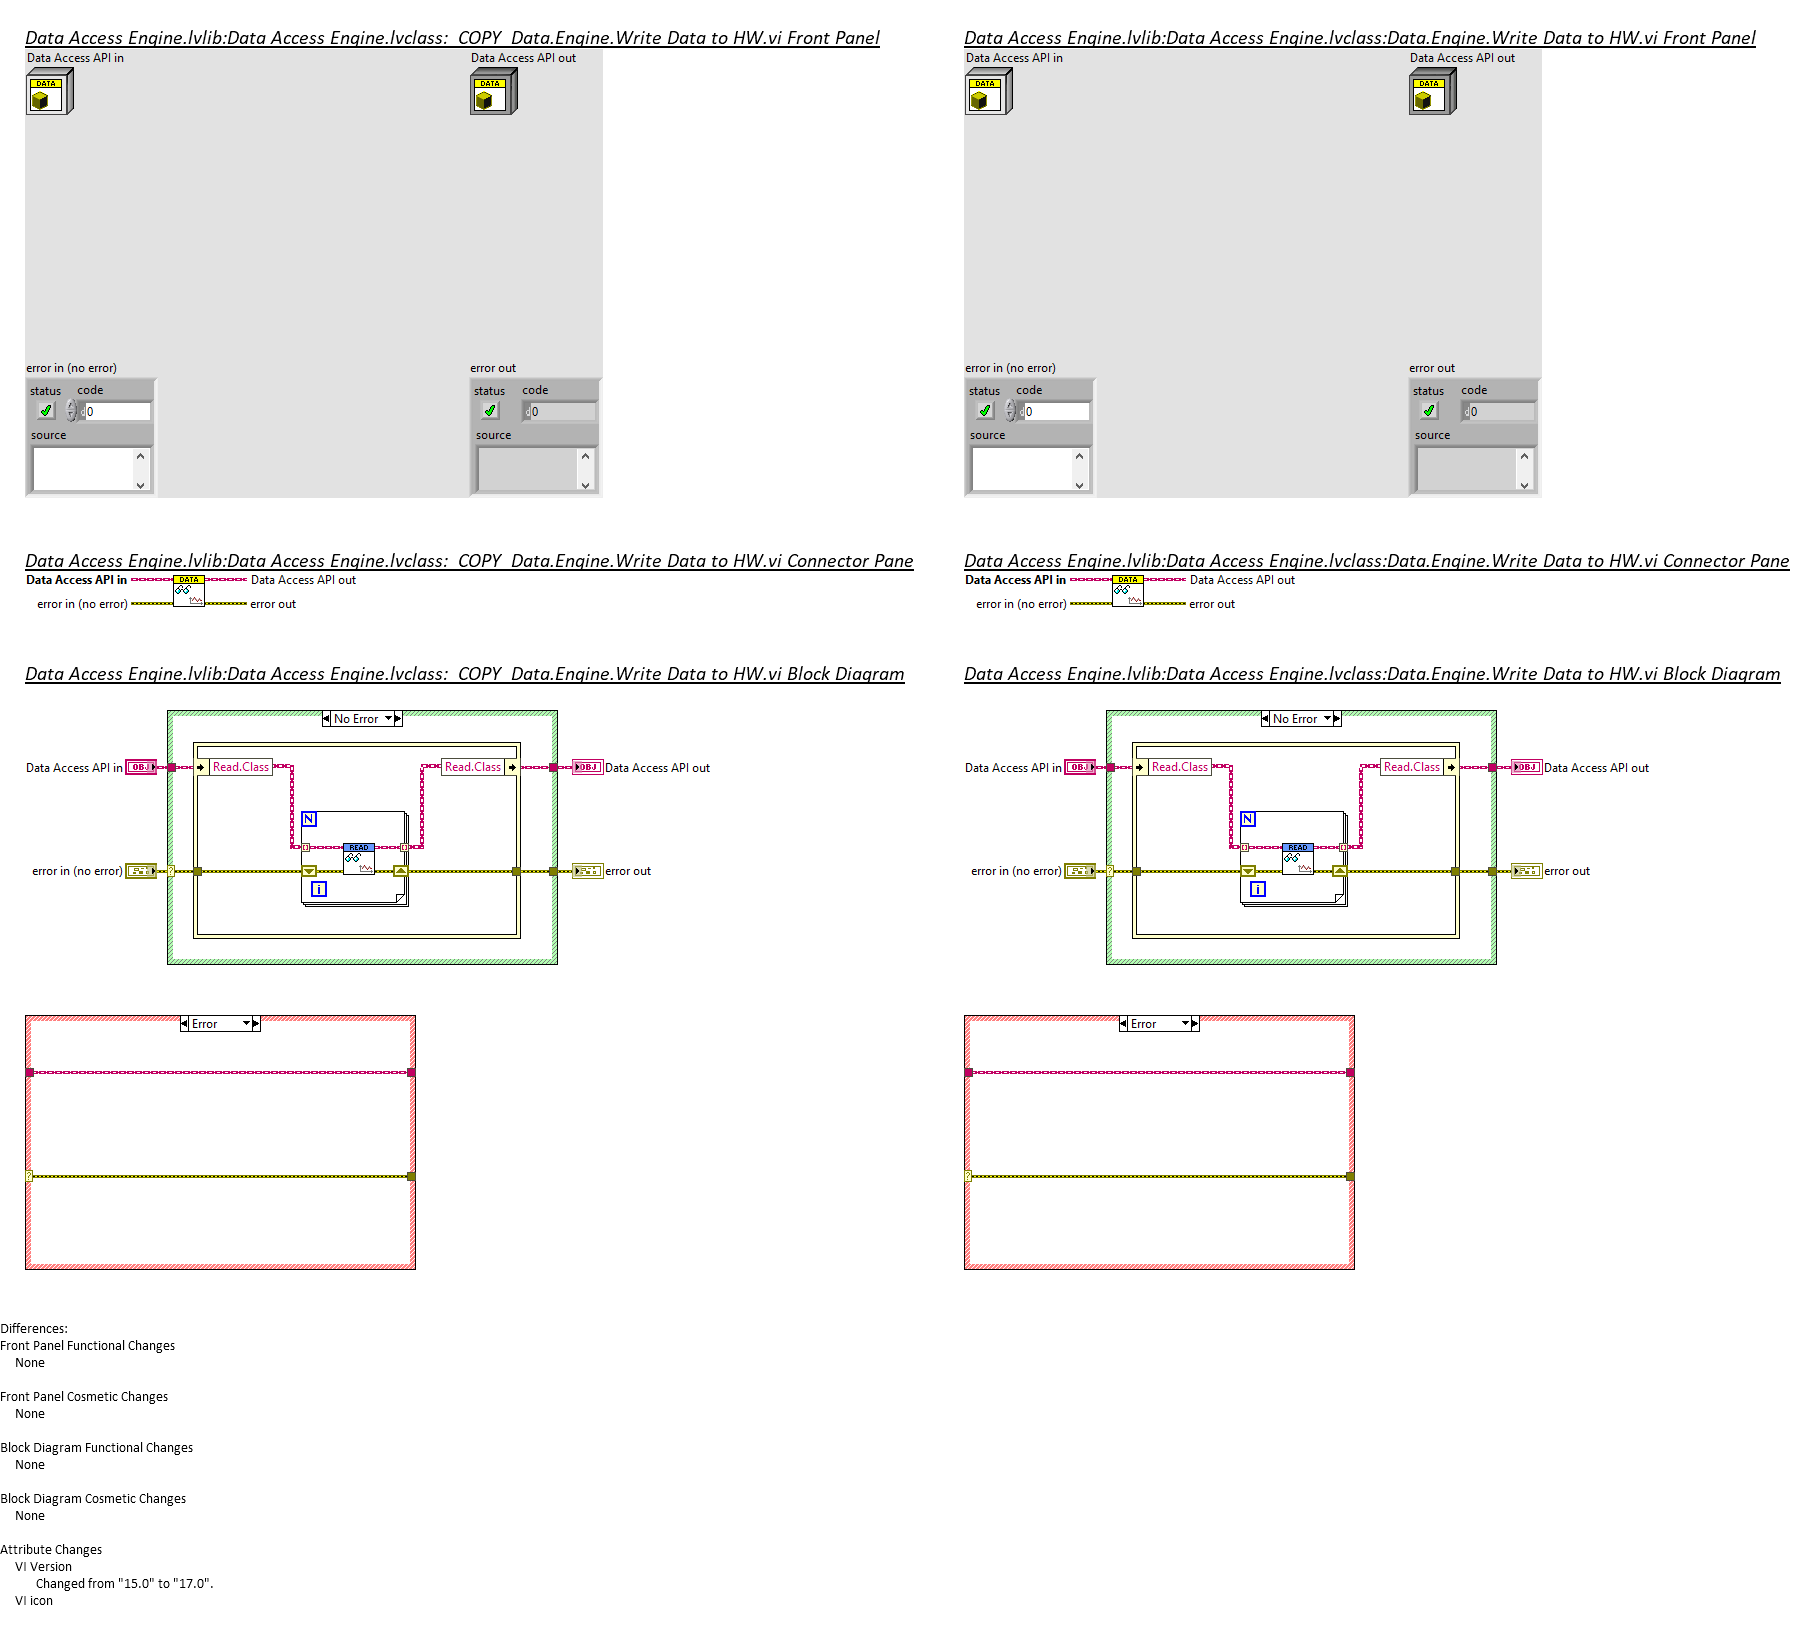 Data Access Engine.lvlib:Data Access Engine.lvclass:_COPY_Data.Engine.Write Data to HW.vi Front Panel
Data Access API in
Data Access API out
DATA
DATA
error in (no error)
error out
status code
status code
d0
d0
source
source
Data Access Engine.lvlib:Data Access Engine.lvclass:Data.Engine.Write Data to HW.vi Front Panel
Data Access API in
Data Access API out
DATA
DATA
error in (no error)
error out
status code
status code
d0
d0
source
source
Data Access Engine.lvlib:Data Access Engine.lvclass:_COPY_Data.Engine.Write Data to HW.vi Connector Pane
Data Access API in DATA Data Access API out
error in (no error) error out
Data Access Engine.lvlib:Data Access Engine.lvclass:Data.Engine.Write Data to HW.vi Connector Pane
Data Access API in DATA Data Access API out
error in (no error) error out
Data Access Engine.lvlib:Data Access Engine.lvclass:_COPY_Data.Engine.Write Data to HW.vi Block Diagram
No Error
Data Access API in OBJ Read.Class Read.Class OBJ Data Access API out
N
READ
error in (no error) ? error out
i
Error
?
Data Access Engine.lvlib:Data Access Engine.lvclass:Data.Engine.Write Data to HW.vi Block Diagram
No Error
Data Access API in OBJ Read.Class Read.Class OBJ Data Access API out
N
READ
error in (no error) ? error out
i
Error
?
Differences:
Front Panel Functional Changes
None
Front Panel Cosmetic Changes
None
Block Diagram Functional Changes
None
Block Diagram Cosmetic Changes
None
Attribute Changes
VI Version
Changed from "15.0" to "17.0".
VI icon